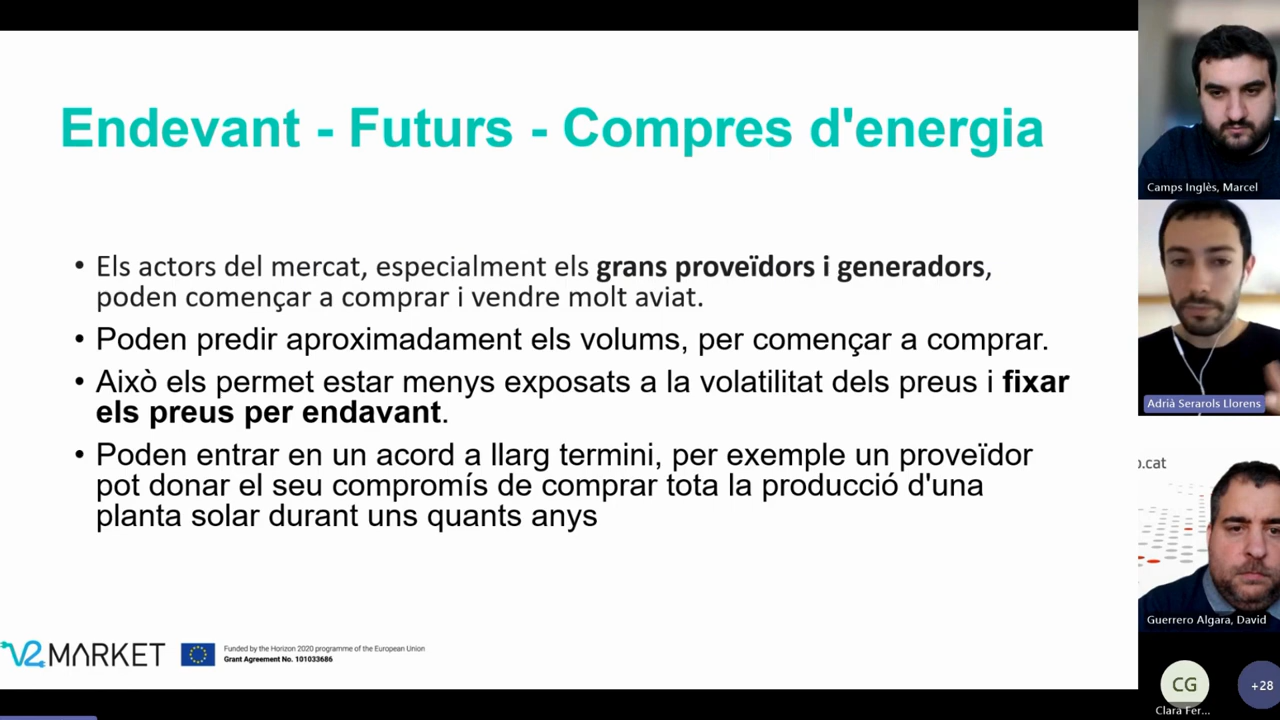 Endevant - Futurs - Compres d'energia
• Els actors del mercat, especialment els grans proveïdors i generadors,
poden començar a comprar i vendre molt aviat.
• Poden predir aproximadament els volums, per començar a comprar.
• Això els permet estar menys exposats a la volatilitat dels preus i fixar
els preus per endavant.
• Poden entrar en un acord a llarg termini, per exemple un proveïdor
pot donar el seu compromís de comprar tota la producció d'una
planta solar durant uns quants anys
V2MARKET
Funded by the Horizon 2020 programme of the European Union
Grant Agreement No. 101033686
Camps Inglès, Marcel
Adrià Serarols Llorens
.cat
Guerrero Algara, David
CG
Clara Fer...
+28